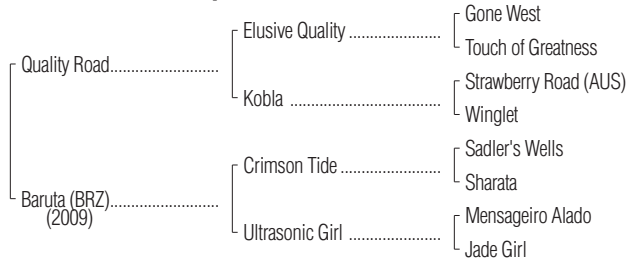 Gone West
Elusive Quality ......................
Touch of Greatness
Quality Road..........................
Strawberry Road (AUS)
Kobla ....................................
Winglet
Sadler's Wells
Crimson Tide .........................
Sharata
Baruta (BRZ)..........................
(2009)
Mensageiro Alado
Ultrasonic Girl ......................
Jade Girl